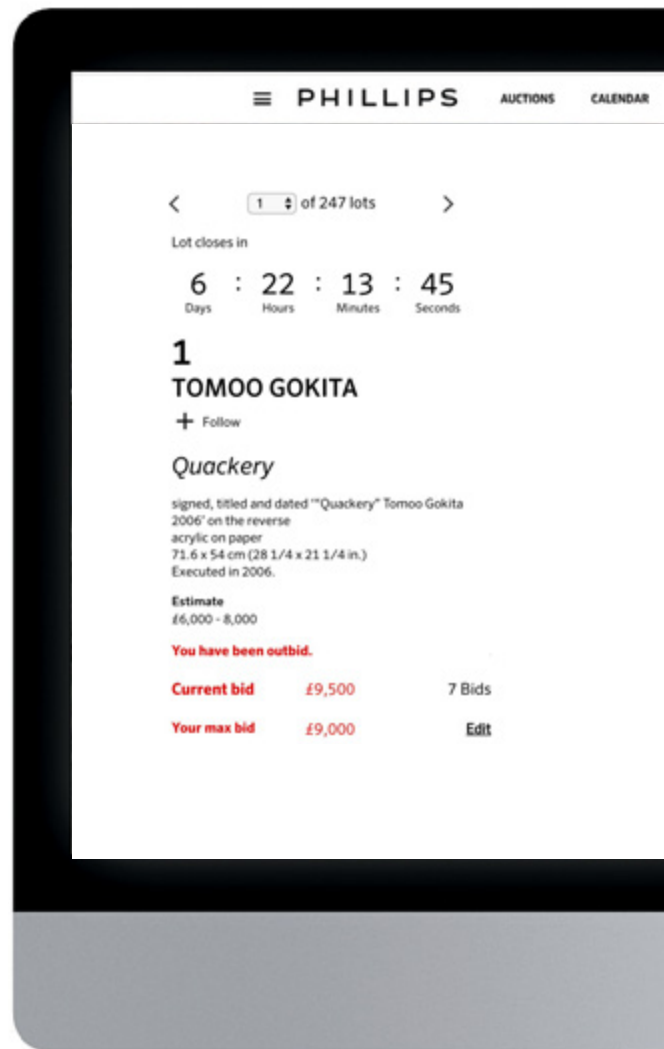 PHILLIPS AUCTIONS CALENDAR
1 of 247 lots
Lot closes in
6 : 22 : 13 : 45
Days Hours Minutes Seconds
1
TOMOO GOKITA
+ Follow
Quackery
signed, titled and dated '"Quackery" Tomoo Gokita
2006' on the reverse
acrylic on paper
71.6 x 54 cm (28 1/4 x 21 1/4 in.)
Executed in 2006.
Estimate
£6,000 - 8,000
You have been outbid.
Current bid £9,500 7 Bids
Your max bid £9,000 Edit